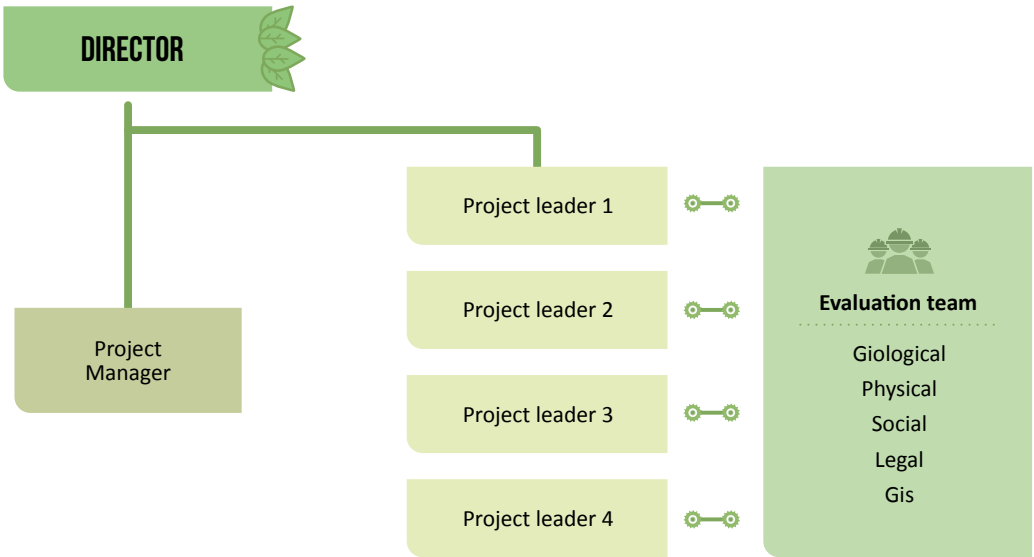 DIRECTOR
Project
Manager
Project leader 1
Project leader 2
Project leader 3
Project leader 4
Evaluation team
Giological
Physical
Social
Legal
Gis